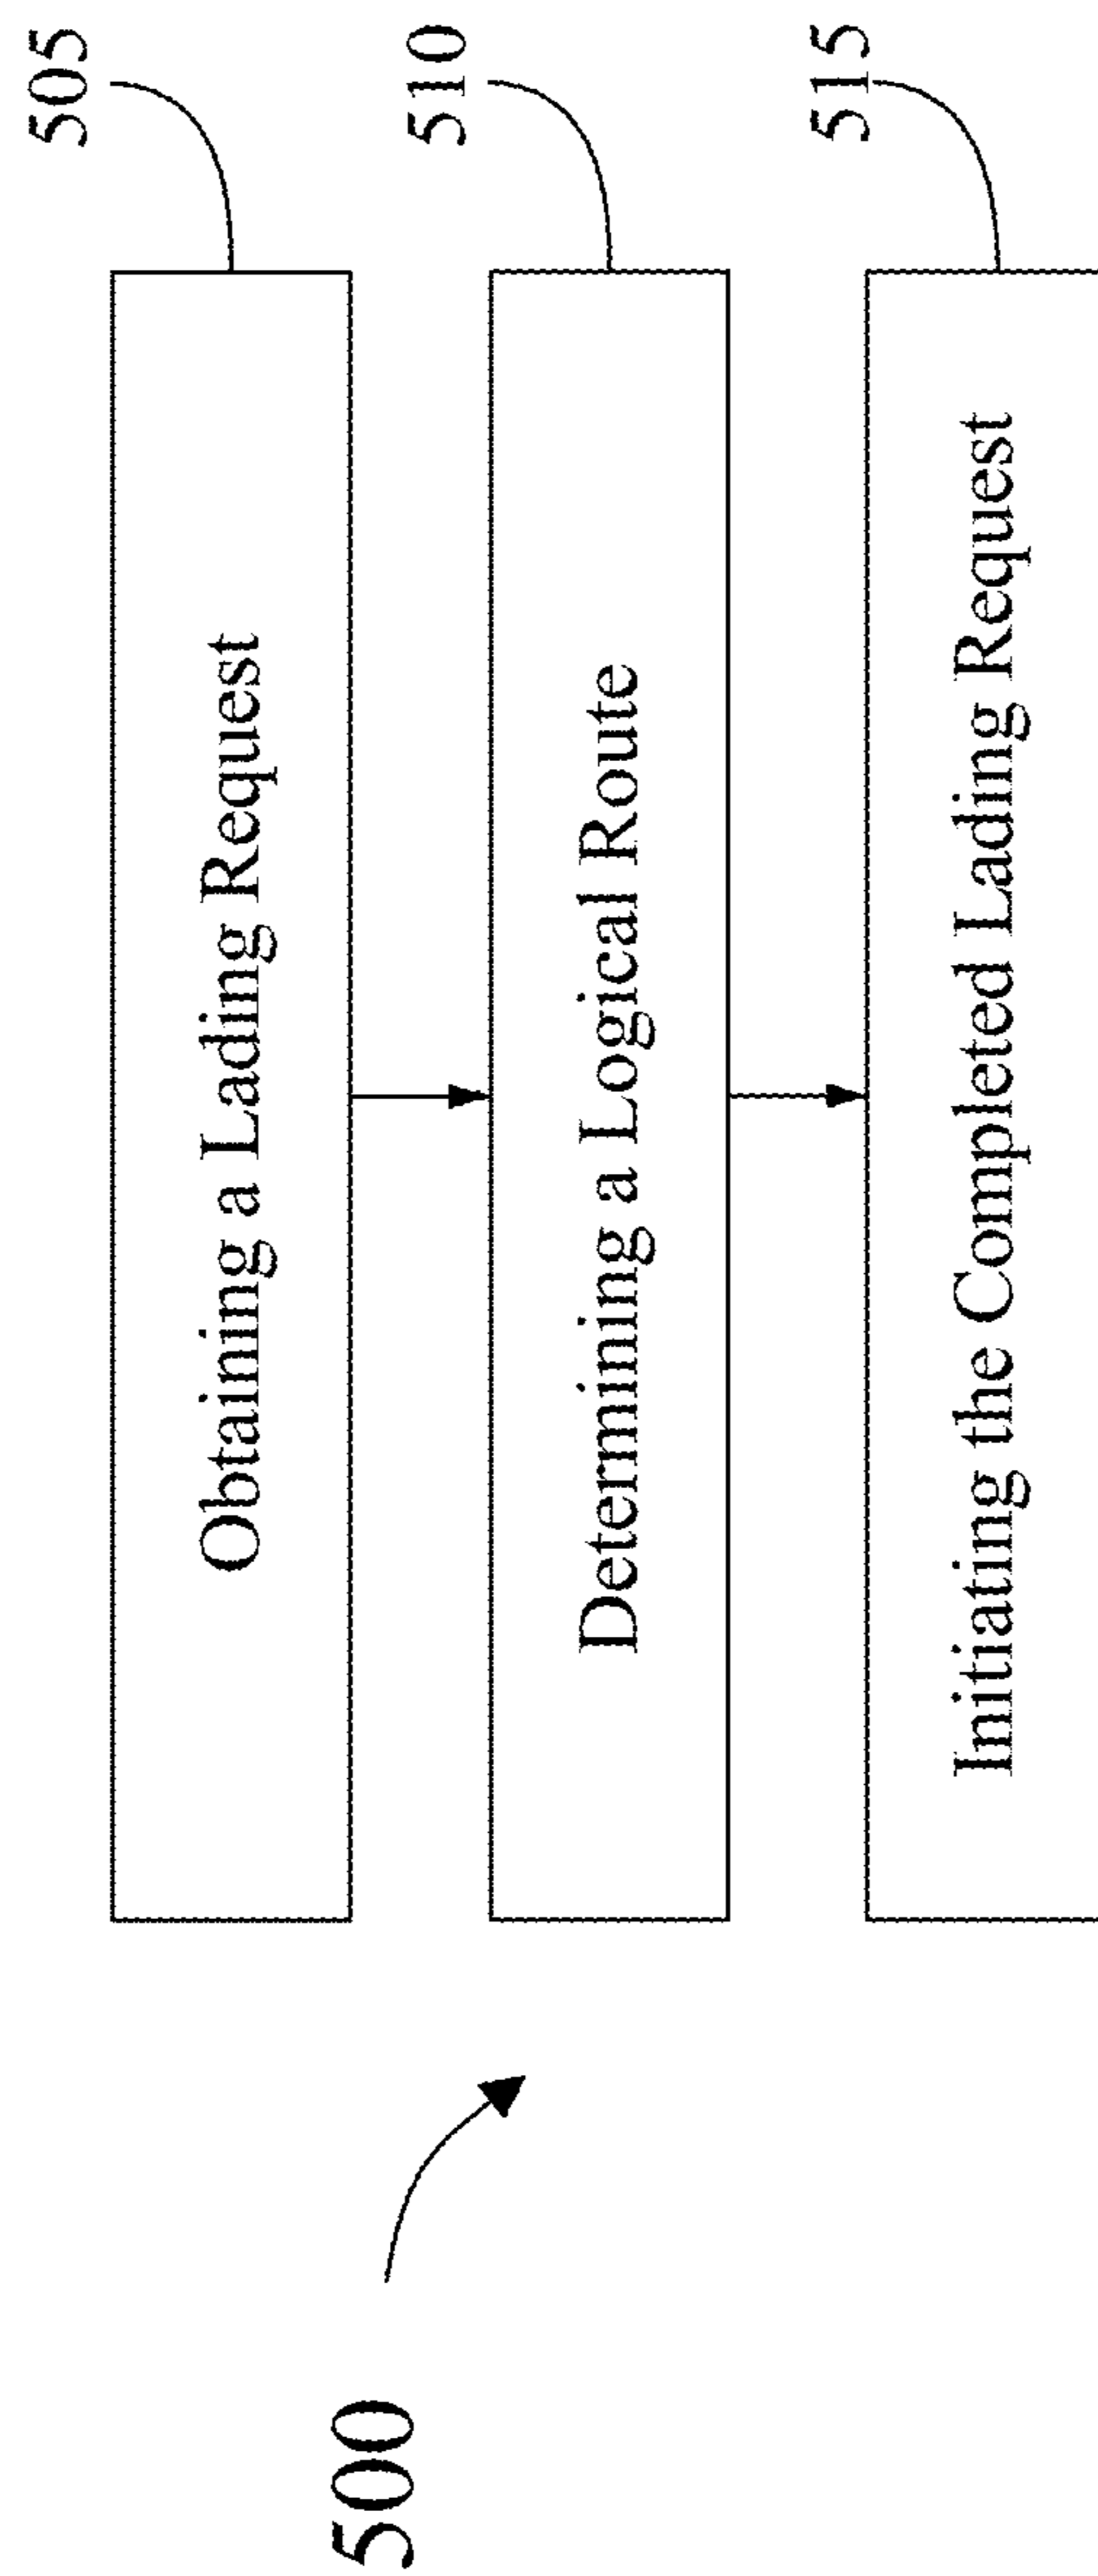 500
Obtaining a Lading Request
505
Determining a Logical Route
510
Initiating the Completed Lading Request
515